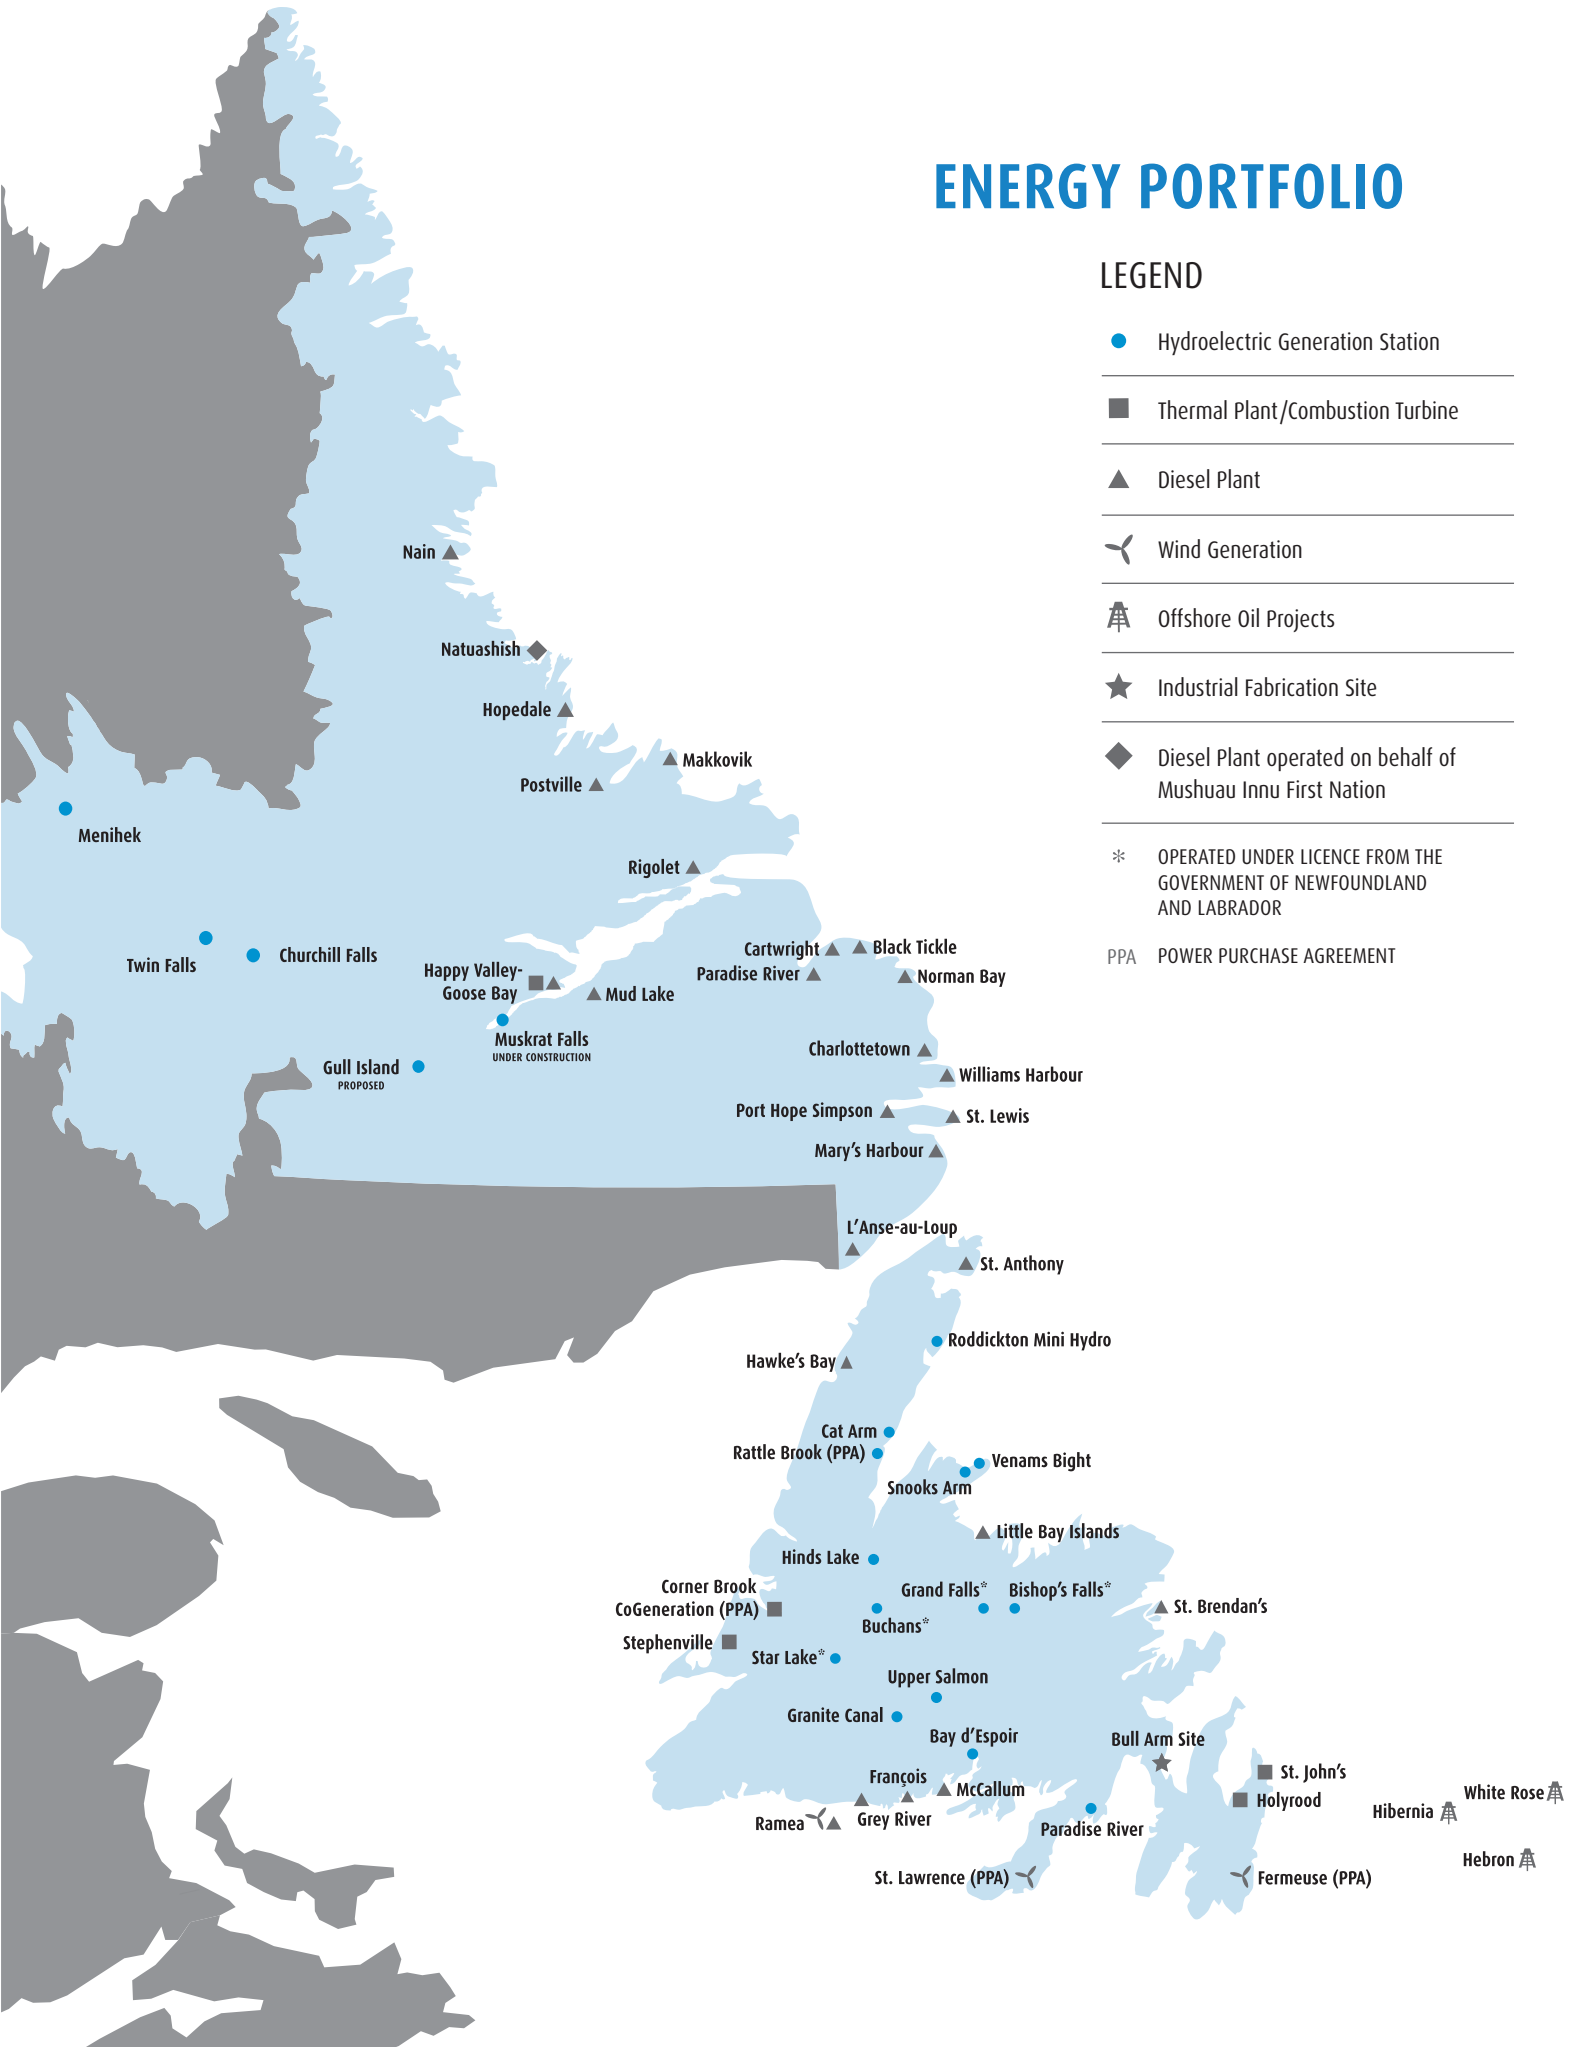 ENERGY PORTFOLIO
LEGEND
Hydroelectric Generation Station
Thermal Plant/Combustion Turbine
Diesel Plant
Wind Generation
Offshore Oil Projects
Industrial Fabrication Site
Diesel Plant operated on behalf of
Mushuau Innu First Nation
* OPERATED UNDER LICENCE FROM THE
GOVERNMENT OF NEWFOUNDLAND
AND LABRADOR
PPA POWER PURCHASE AGREEMENT
Nain
Natuashish
Hopedale
Makkovik
Postville
Menihek
Rigolet
Twin Falls
Churchill Falls
Happy Valley-
Goose Bay
Mud Lake
Cartwright
Black Tickle
Paradise River
Norman Bay
Muskrat Falls
UNDER CONSTRUCTION
Gull Island
PROPOSED
Charlottetown
Williams Harbour
Port Hope Simpson
St. Lewis
Mary's Harbour
L'Anse-au-Loup
St. Anthony
Roddickton Mini Hydro
Hawke's Bay
Cat Arm
Rattle Brook (PPA)
Venams Bight
Snooks Arm
Little Bay Islands
Hinds Lake
Corner Brook
CoGeneration (PPA)
Grand Falls*
Bishop's Falls*
Buchans*
St. Brendan's
Stephenville
Star Lake*
Upper Salmon
Granite Canal
Bay d'Espoir
Bull Arm Site
François
McCallum
St. John's
Holyrood
White Rose
Hibernia
Ramea
Grey River
Paradise River
Hebron
St. Lawrence (PPA)
Fermeuse (PPA)